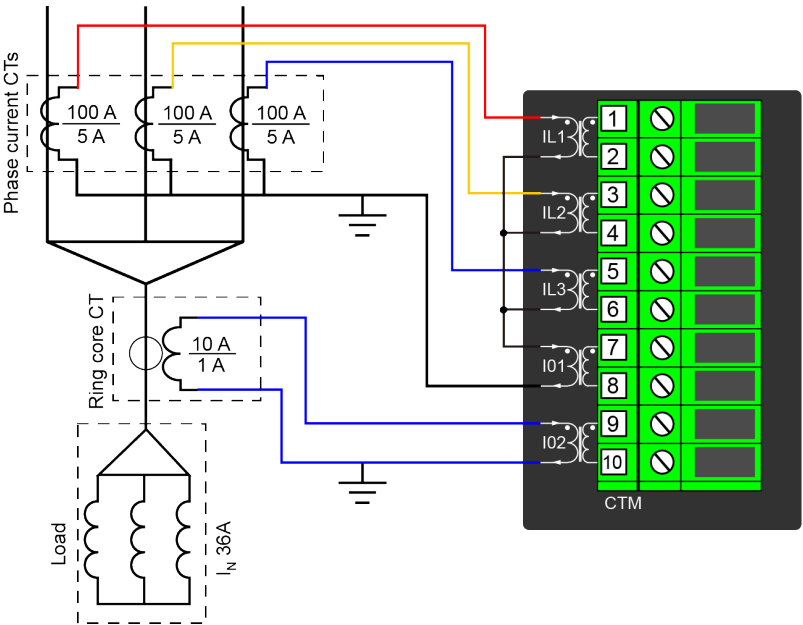 Phase current CTs
100 A
5 A
100 A
5 A
100 A
5 A
IL1
1
2
IL2
3
4
IL3
5
6
I01
7
8
I02
9
10
CTM
Ring core CT
10 A
1 A
Load
IN 36A